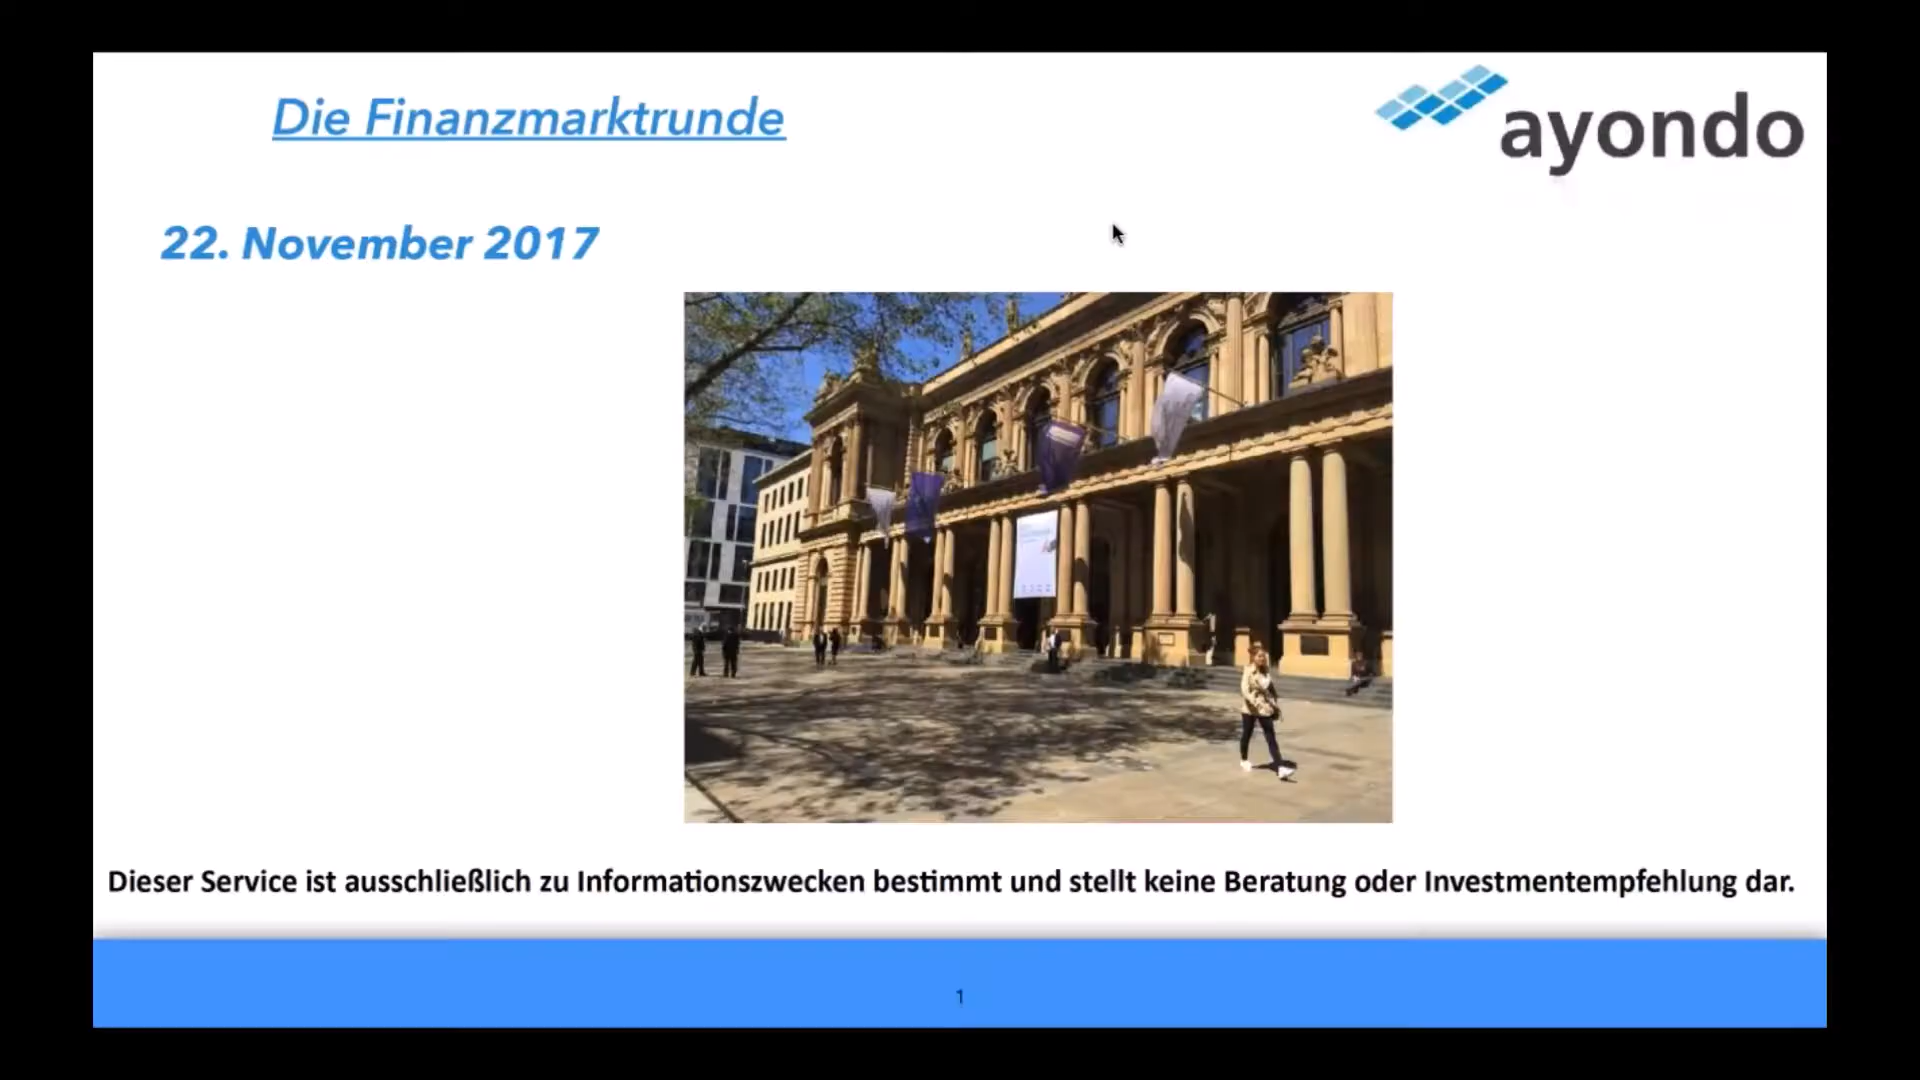 Die Finanzmarktrunde
ayondo
22. November 2017
Dieser Service ist ausschließlich zu Informationszwecken bestimmt und stellt keine Beratung oder Investmentempfehlung dar.
1